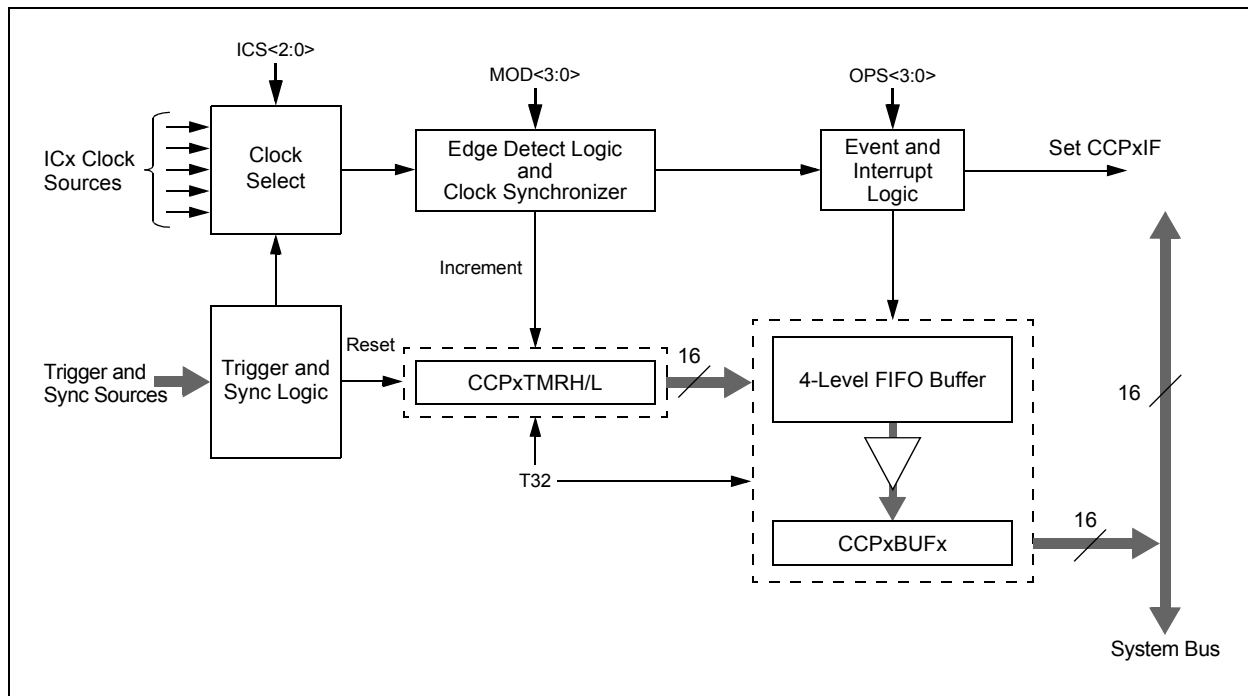 ICS<2:0>
MOD<3:0>
OPS<3:0>
ICx Clock
Sources
Clock
Select
Edge Detect Logic
and
Clock Synchronizer
Event and
Interrupt
Logic
Set CCPxIF
Increment
Reset
Trigger and
Sync Sources
Trigger and
Sync Logic
CCPxTMRH/L
16
4-Level FIFO Buffer
16
T32
CCPxBUFx
16
System Bus